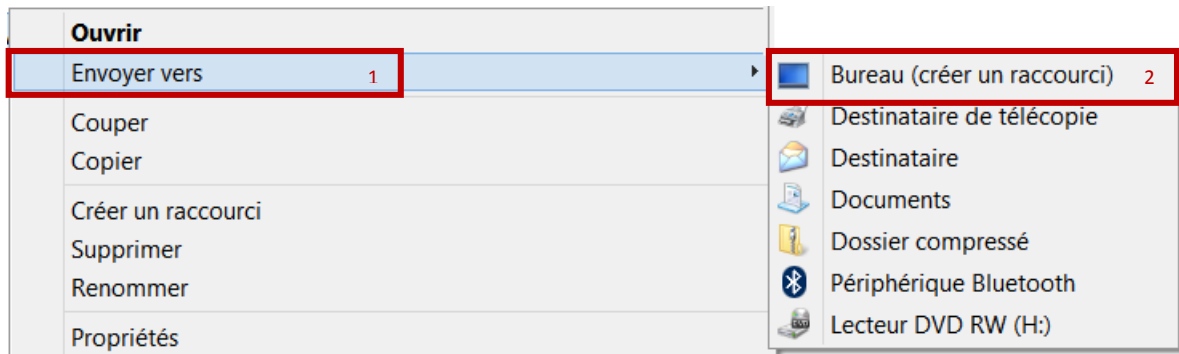 Ouvrir
Envoyer vers 1
Couper
Copier
Créer un raccourci
Supprimer
Renommer
Propriétés
Bureau (créer un raccourci) 2
Destinataire de télécopie
Destinataire
Documents
Dossier compressé
Périphérique Bluetooth
Lecteur DVD RW (H:)